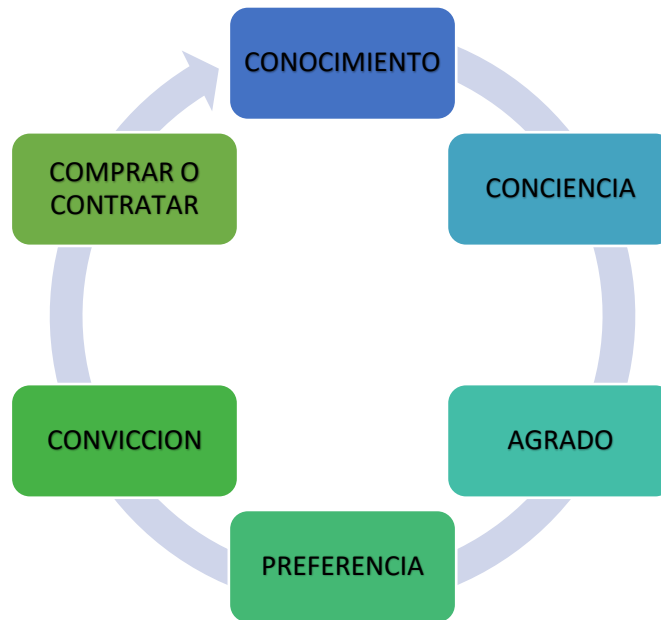 CONOCIMIENTO
CONCIENCIA
AGRADO
PREFERENCIA
CONVICCION
COMPRAR O
CONTRATAR